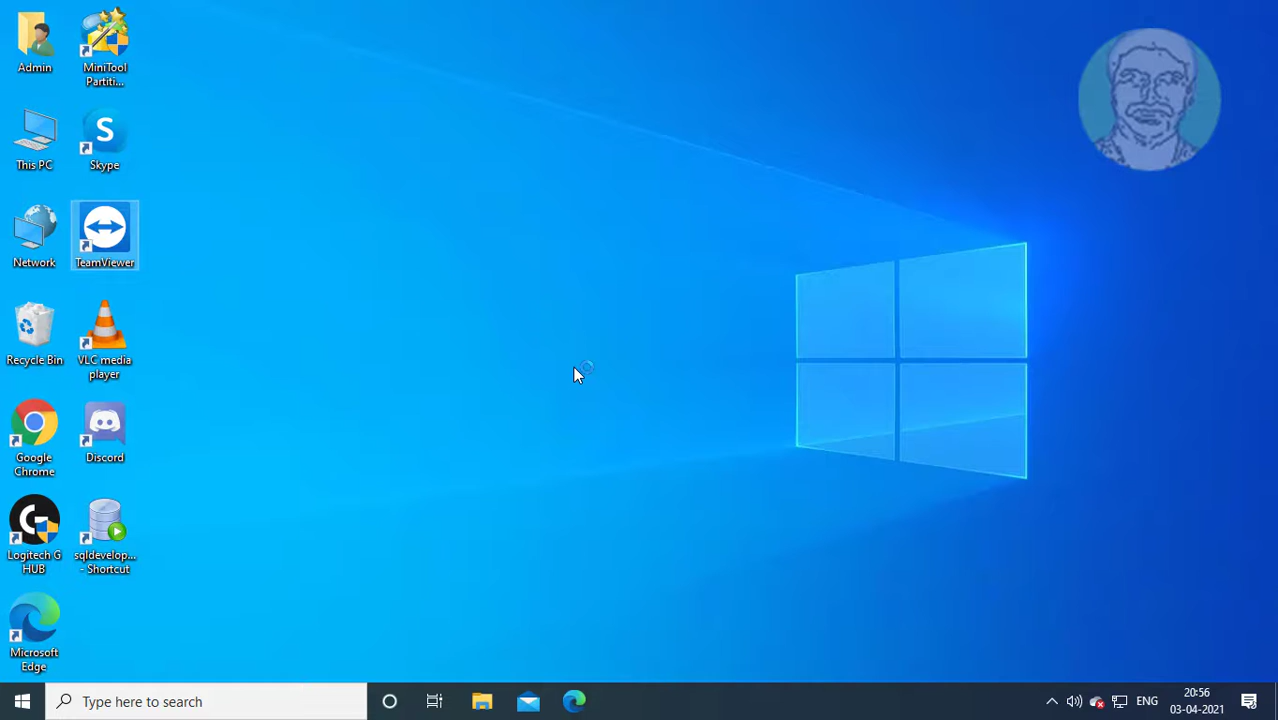 Admin
MiniTool
Partiti...
This PC
Skype
Network
TeamViewer
Recycle Bin
VLC media
player
Google
Chrome
Discord
Logitech G
HUB
sqldevelop...
- Shortcut
Microsoft
Edge
Type here to search
ENG
20:56
03-04-2021